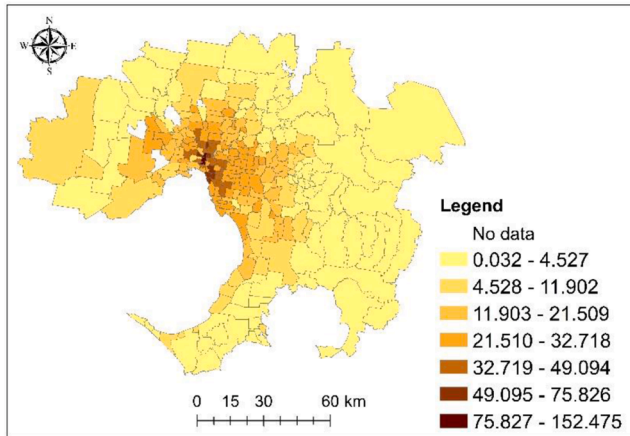 N
W E
S
Legend
No data
0.032 - 4.527
4.528 - 11.902
11.903 - 21.509
21.510 - 32.718
32.719 - 49.094
49.095 - 75.826
75.827 - 152.475
0 15 30 60 km